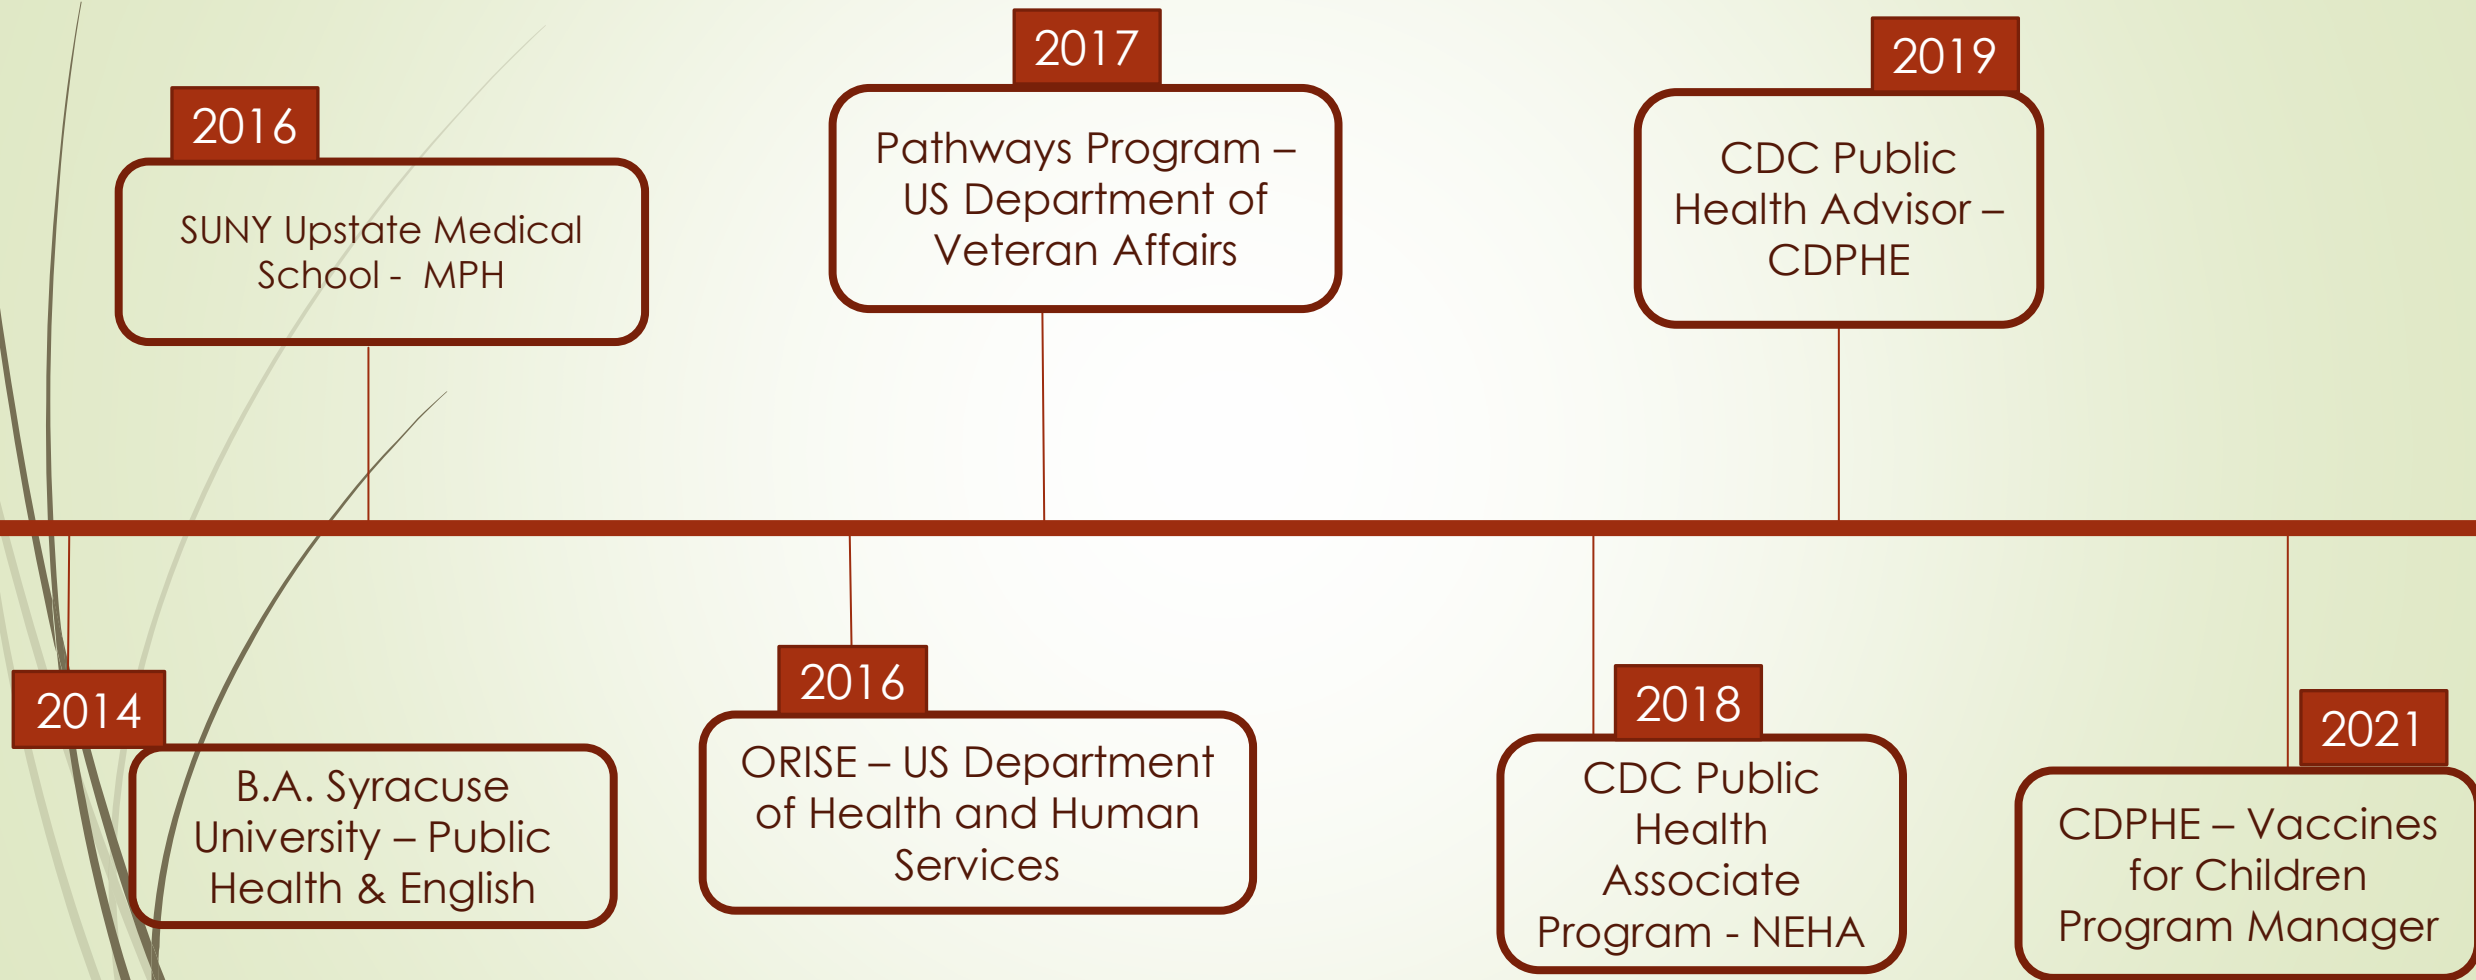 2016
SUNY Upstate Medical
School - MPH
2017
Pathways Program –
US Department of
Veteran Affairs
2019
CDC Public
Health Advisor –
CDPHE
2014
B.A. Syracuse
University – Public
Health & English
2016
ORISE – US Department
of Health and Human
Services
2018
CDC Public
Health
Associate
Program - NEHA
2021
CDPHE – Vaccines
for Children
Program Manager